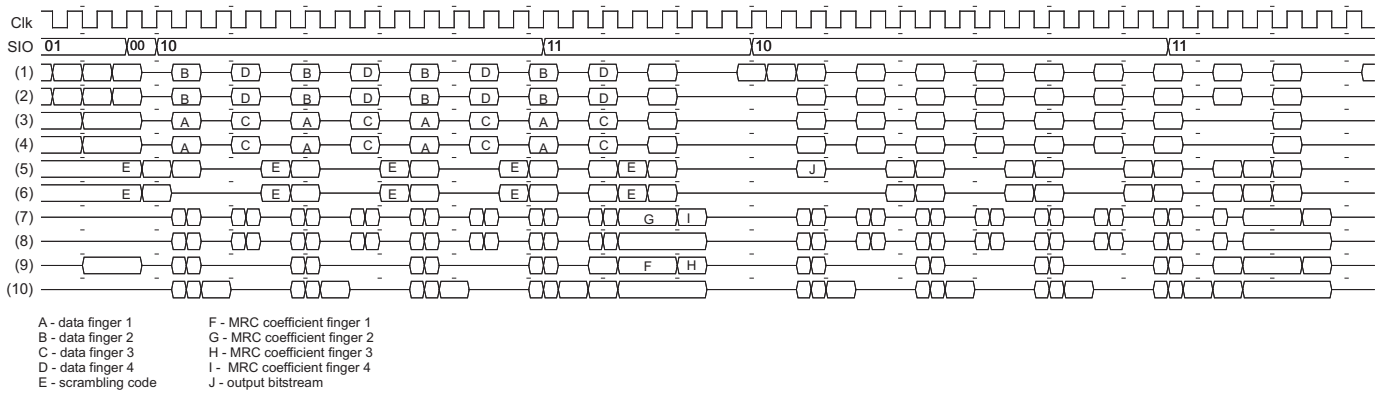 Clk
SIO 01 00 10 11 10 11
(1) B D B D B D B D
(2) B D B D B D B D
(3) A C A C A C A C
(4) A C A C A C A C
(5) E E E E E J
(6) E E E E E
(7) G I
(8)
(9) F H
(10)
A - data finger 1
B - data finger 2
C - data finger 3
D - data finger 4
E - scrambling code
F - MRC coefficient finger 1
G - MRC coefficient finger 2
H - MRC coefficient finger 3
I - MRC coefficient finger 4
J - output bitstream